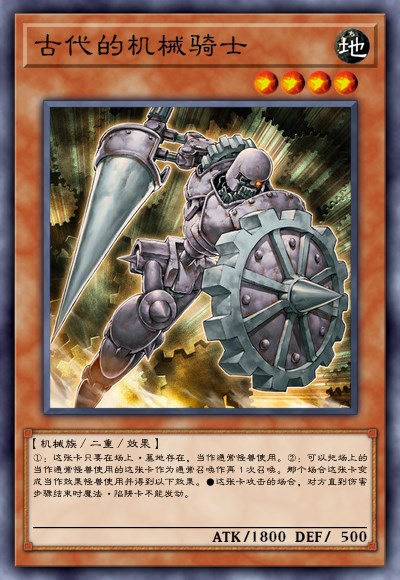 古代的机械骑士
地
【机械族／二重／效果】
①：这张卡只要在场上·墓地存在，当作通常怪兽使用。②：可以把场上的
当作通常怪兽使用的这张卡作为通常召唤作再1次召唤。那个场合这张卡变
成当作效果怪兽使用并得到以下效果。●这张卡攻击的场合，对方直到伤害
步骤结束时魔法·陷阱卡不能发动。
ATK/1800 DEF/ 500